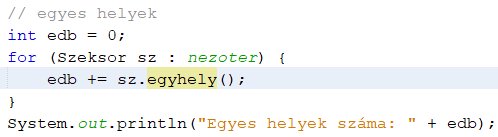 // egyes helyek
int edb = 0;
for (Szeksor sz : nezoter) {
    edb += sz.egyhely();
}
System.out.println("Egyes helyek száma: " + edb);